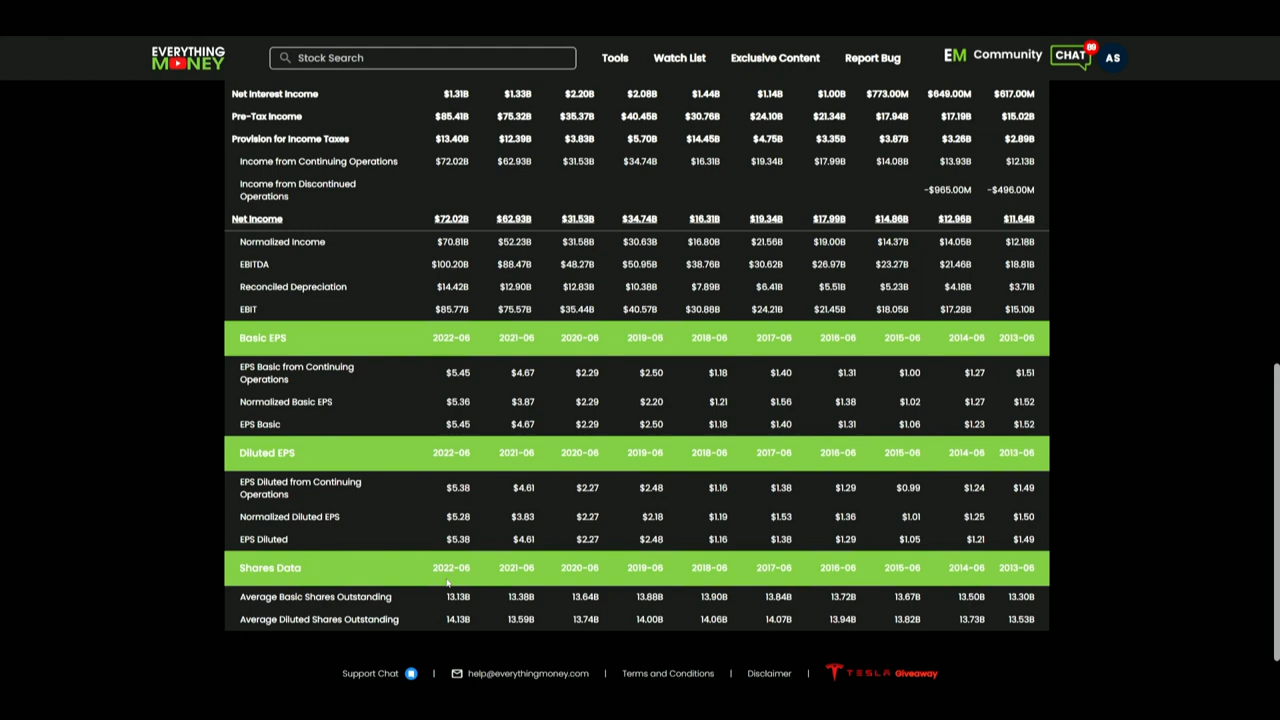 EVERYTHING
MONEY
Stock Search
Tools
Watch List
Exclusive Content
Report Bug
EM Community
CHAT
89
AS
Net Interest Income $1.31B $1.33B $2.20B $2.08B $1.44B $1.14B $1.00B $773.00M $649.00M $617.00M
Pre-Tax Income $85.41B $75.32B $35.37B $40.45B $30.76B $24.10B $21.34B $17.94B $17.19B $15.02B
Provision for Income Taxes $13.40B $12.39B $3.83B $5.70B $14.45B $4.75B $3.35B $3.87B $3.26B $2.89B
Income from Continuing Operations $72.02B $62.93B $31.53B $34.74B $16.31B $19.34B $17.99B $14.08B $13.93B $12.13B
Income from Discontinued
Operations -$965.00M -$496.00M
Net Income $72.02B $62.93B $31.53B $34.74B $16.31B $19.34B $17.99B $14.86B $12.96B $11.64B
Normalized Income $70.81B $52.23B $31.58B $30.63B $16.80B $21.56B $19.00B $14.37B $14.05B $12.18B
EBITDA $100.20B $88.47B $48.27B $50.95B $38.76B $30.62B $26.97B $23.27B $21.46B $18.81B
Reconciled Depreciation $14.42B $12.90B $12.83B $10.38B $7.89B $6.41B $5.51B $5.23B $4.18B $3.71B
EBIT $85.77B $75.57B $35.44B $40.57B $30.88B $24.21B $21.45B $18.05B $17.28B $15.10B
Basic EPS 2022-06 2021-06 2020-06 2019-06 2018-06 2017-06 2016-06 2015-06 2014-06 2013-06
EPS Basic from Continuing
Operations $5.45 $4.67 $2.29 $2.50 $1.18 $1.40 $1.31 $1.00 $1.27 $1.51
Normalized Basic EPS $5.36 $3.87 $2.29 $2.20 $1.21 $1.56 $1.38 $1.02 $1.27 $1.52
EPS Basic $5.45 $4.67 $2.29 $2.50 $1.18 $1.40 $1.31 $1.06 $1.23 $1.52
Diluted EPS 2022-06 2021-06 2020-06 2019-06 2018-06 2017-06 2016-06 2015-06 2014-06 2013-06
EPS Diluted from Continuing
Operations $5.38 $4.61 $2.27 $2.48 $1.16 $1.38 $1.29 $0.99 $1.24 $1.49
Normalized Diluted EPS $5.28 $3.83 $2.27 $2.18 $1.19 $1.53 $1.36 $1.01 $1.25 $1.50
EPS Diluted $5.38 $4.61 $2.27 $2.48 $1.16 $1.38 $1.29 $1.05 $1.21 $1.49
Shares Data 2022-06 2021-06 2020-06 2019-06 2018-06 2017-06 2016-06 2015-06 2014-06 2013-06
Average Basic Shares Outstanding 13.13B 13.38B 13.64B 13.88B 13.90B 13.84B 13.72B 13.67B 13.50B 13.30B
Average Diluted Shares Outstanding 14.13B 13.59B 13.74B 14.00B 14.06B 14.07B 13.94B 13.82B 13.73B 13.53B
Support Chat | help@everythingmoney.com | Terms and Conditions | Disclaimer | TESLA Giveaway